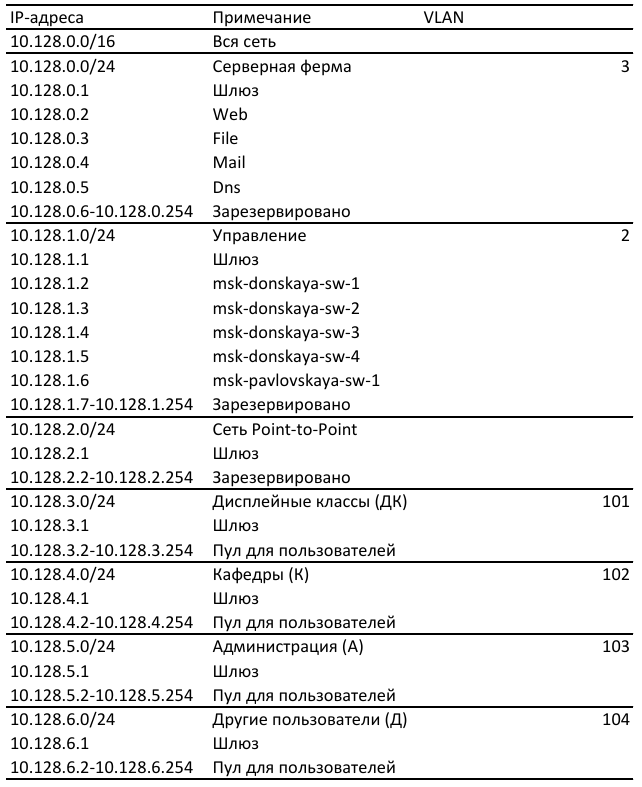 IP-адреса Примечание VLAN
10.128.0.0/16 Вся сеть
10.128.0.0/24 Серверная ферма 3
10.128.0.1 Шлюз
10.128.0.2 Web
10.128.0.3 File
10.128.0.4 Mail
10.128.0.5 Dns
10.128.0.6-10.128.0.254 Зарезервировано
10.128.1.0/24 Управление 2
10.128.1.1 Шлюз
10.128.1.2 msk-donskaya-sw-1
10.128.1.3 msk-donskaya-sw-2
10.128.1.4 msk-donskaya-sw-3
10.128.1.5 msk-donskaya-sw-4
10.128.1.6 msk-pavlovskaya-sw-1
10.128.1.7-10.128.1.254 Зарезервировано
10.128.2.0/24 Сеть Point-to-Point
10.128.2.1 Шлюз
10.128.2.2-10.128.2.254 Зарезервировано
10.128.3.0/24 Дисплейные классы (ДК) 101
10.128.3.1 Шлюз
10.128.3.2-10.128.3.254 Пул для пользователей
10.128.4.0/24 Кафедры (К) 102
10.128.4.1 Шлюз
10.128.4.2-10.128.4.254 Пул для пользователей
10.128.5.0/24 Администрация (А) 103
10.128.5.1 Шлюз
10.128.5.2-10.128.5.254 Пул для пользователей
10.128.6.0/24 Другие пользователи (Д) 104
10.128.6.1 Шлюз
10.128.6.2-10.128.6.254 Пул для пользователей